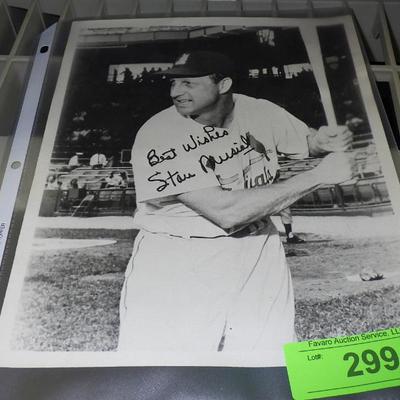 Best Wishes
Stan Musial
Favaro Auction Service, LL
Lot#:
299